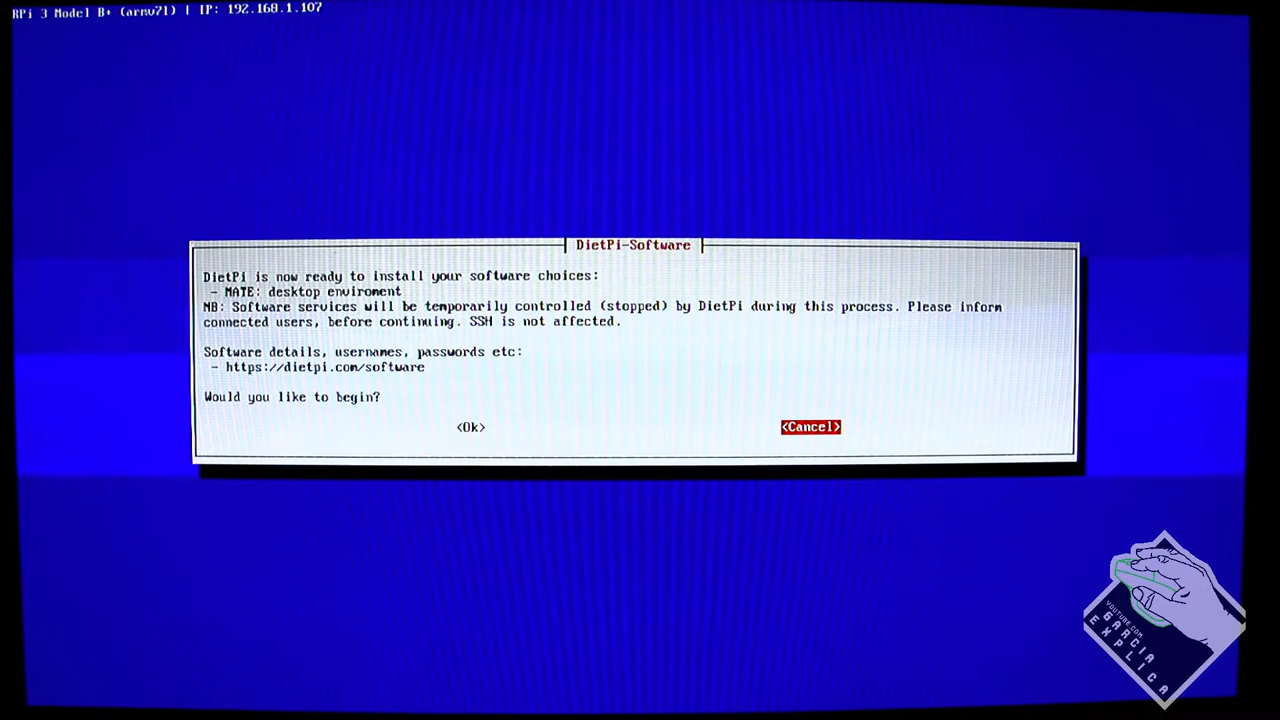 RPi 3 Model B+ (armv7l) | IP: 192.168.1.107
DietPi-Software
DietPi is now ready to install your software choices:
- MATE: desktop enviroment
NB: Software services will be temporarily controlled (stopped) by DietPi during this process. Please inform
connected users, before continuing. SSH is not affected.
Software details, usernames, passwords etc:
- https://dietpi.com/software
Would you like to begin?
<Ok> <Cancel>
YOUTUBE.COM
GARCIA
EXPLICA